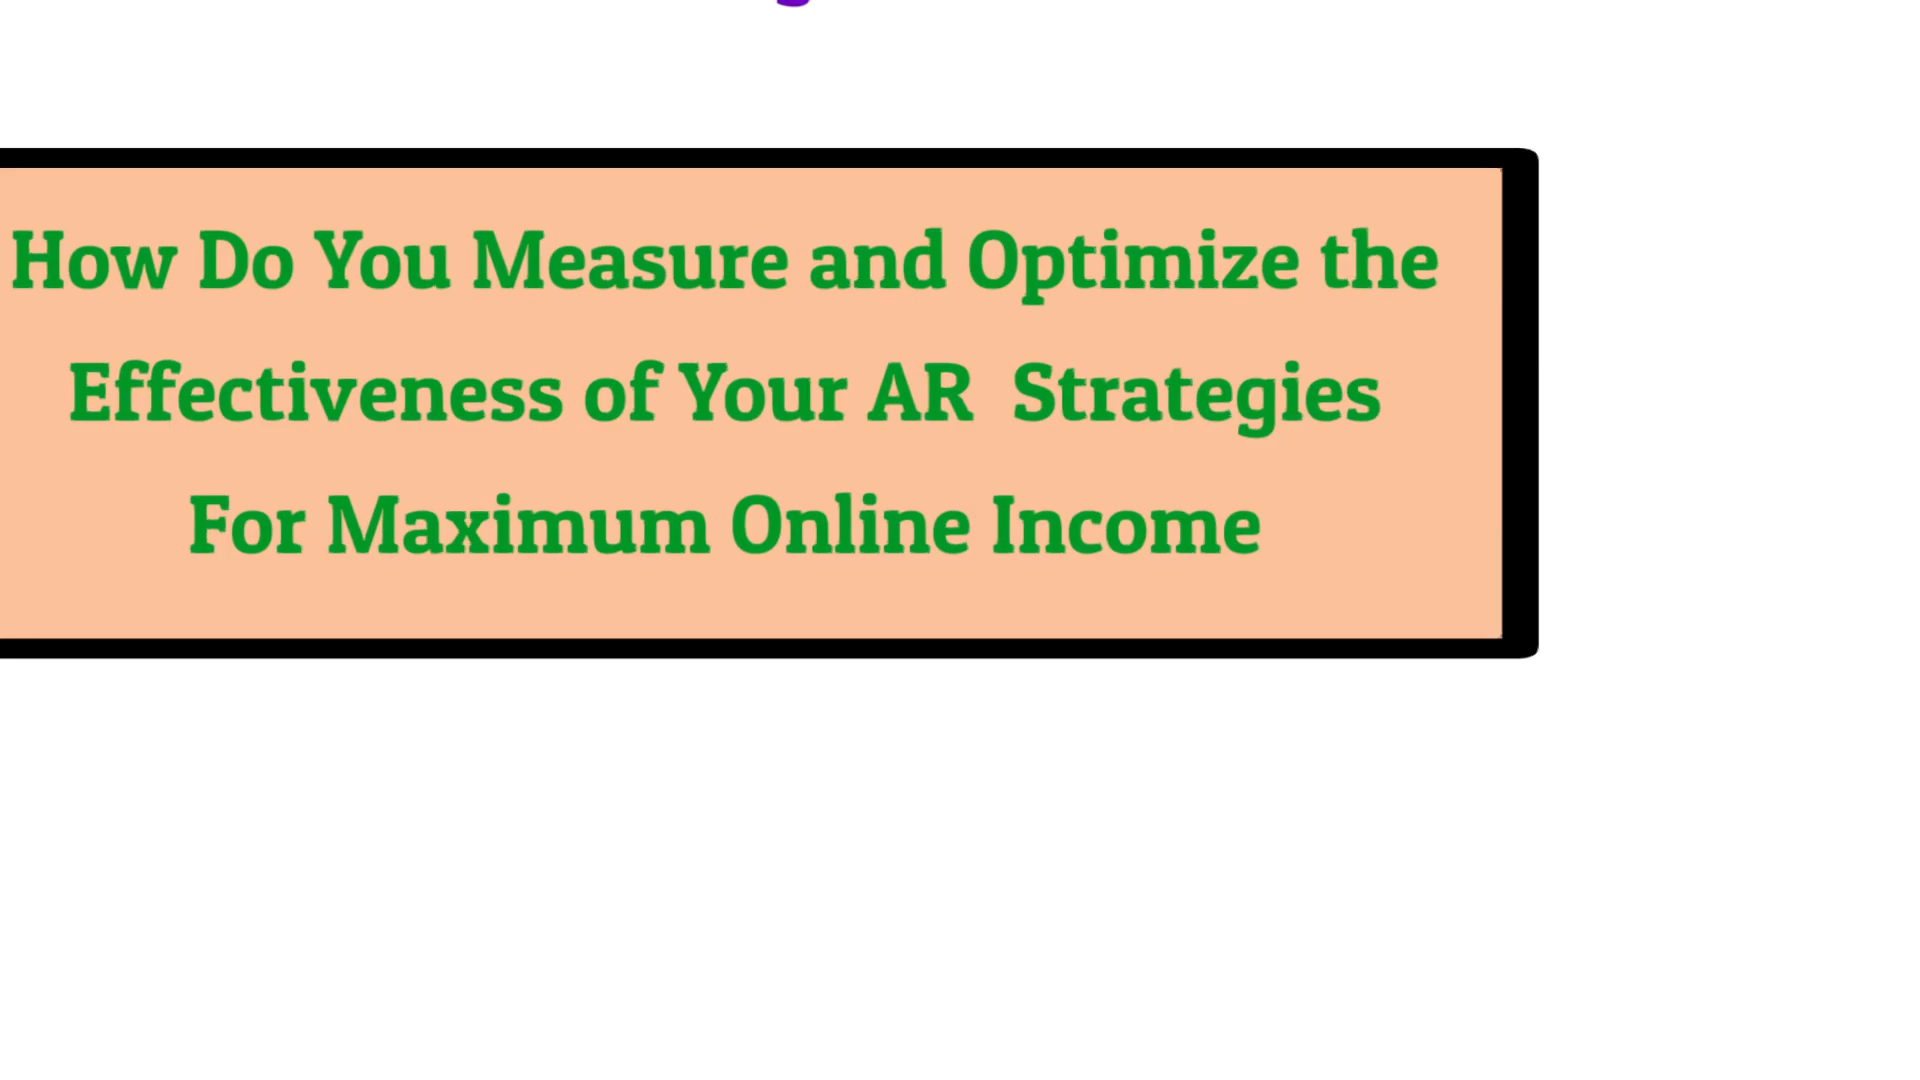 How Do You Measure and Optimize the
Effectiveness of Your AR  Strategies
For Maximum Online Income